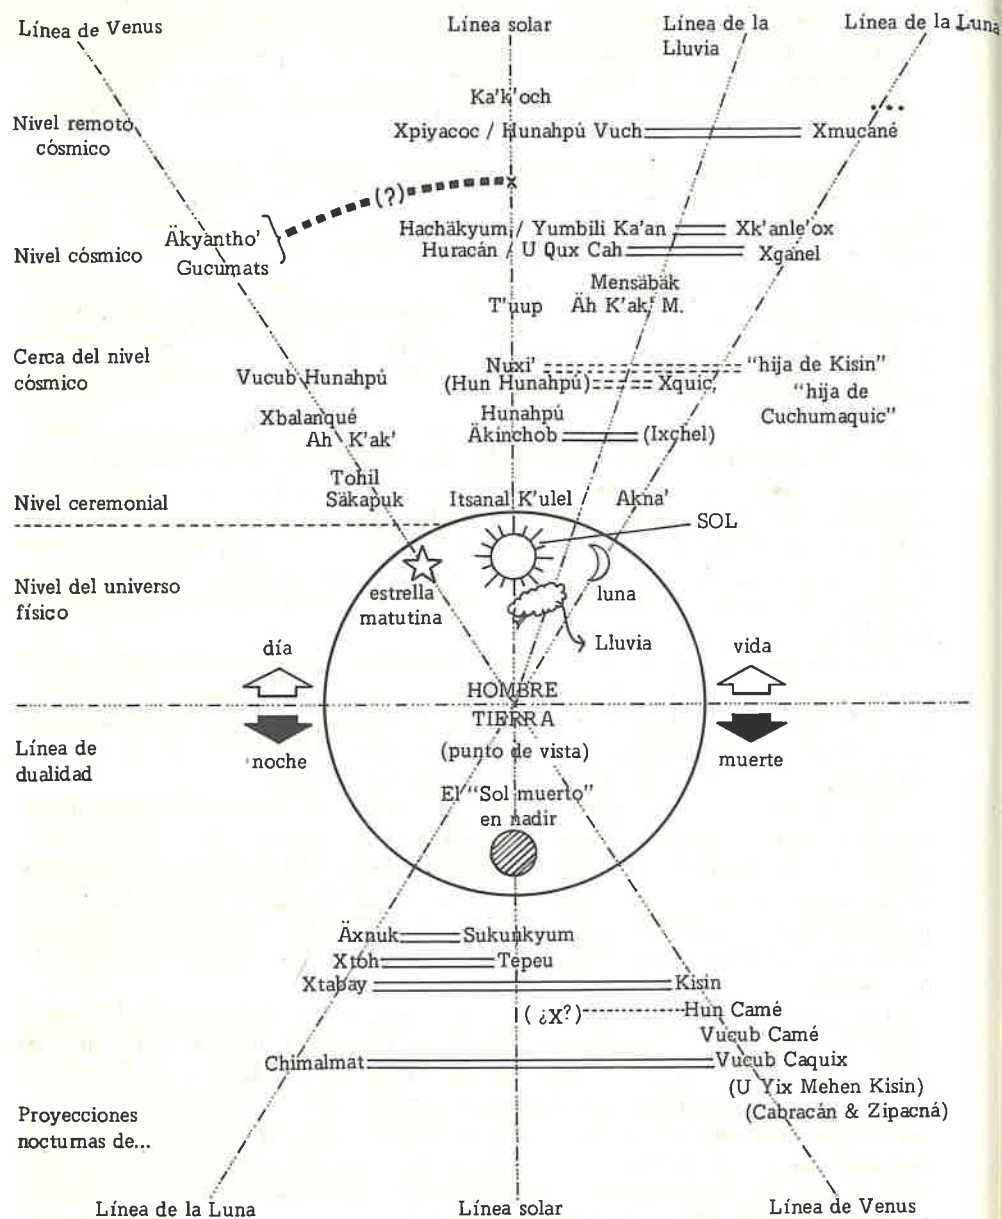 Línea de Venus
Línea solar
Línea de la
Lluvia
Línea de la Luna
Ka'k'och
Nivel remoto
cósmico
Xpiyacoc / Hunahpú Vuch
Xmucané
(?)
x
Äkyantho'
Gucumats
Nivel cósmico
Hachäkyum / Yumbili Ka'an
Xk'anle'ox
Huracán / U Qux Cah
Xganel
Mensäbäk
T'uup
Äh K'ak' M.
Cerca del nivel
cósmico
Vucub Hunahpú
Nuxi'
"hija de Kisin"
(Hun Hunahpú)
Xquic
"hija de
Cuchumaquic"
Xbalanqué
Ah K'ak'
Hunahpú
Äkinchob
(Ixchel)
Tohil
Säkapuk
Nivel ceremonial
Itsanal K'ulel
Akna'
SOL
Nivel del universo
físico
estrella
matutina
luna
Lluvia
día
vida
HOMBRE
TIERRA
(punto de vista)
Línea de
dualidad
noche
muerte
El "Sol muerto"
en nadir
Äxnuk
Sukunkyum
Xtoh
Tepeu
Xtabay
Kisin
(¿X?)
Hun Camé
Vucub Camé
Chimalmat
Vucub Caquix
(U Yix Mehen Kisin)
(Cabracán & Zipacná)
Proyecciones
nocturnas de...
Línea de la Luna
Línea solar
Línea de Venus